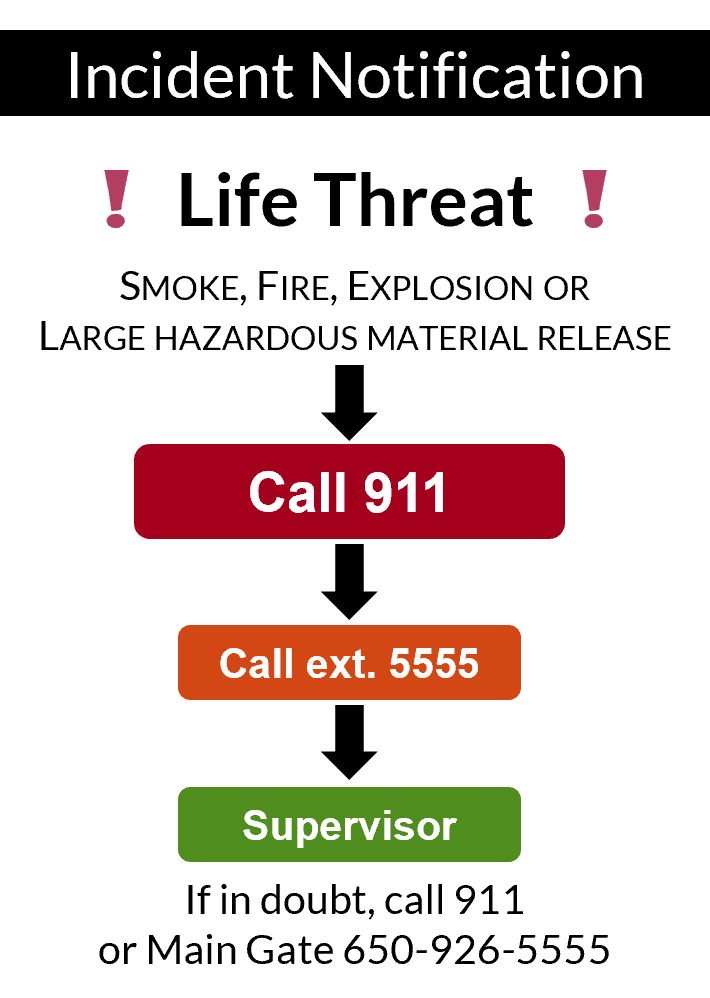 Incident Notification
! Life Threat !
SMOKE, FIRE, EXPLOSION OR
LARGE HAZARDOUS MATERIAL RELEASE
Call 911
Call ext. 5555
Supervisor
If in doubt, call 911
or Main Gate 650-926-5555